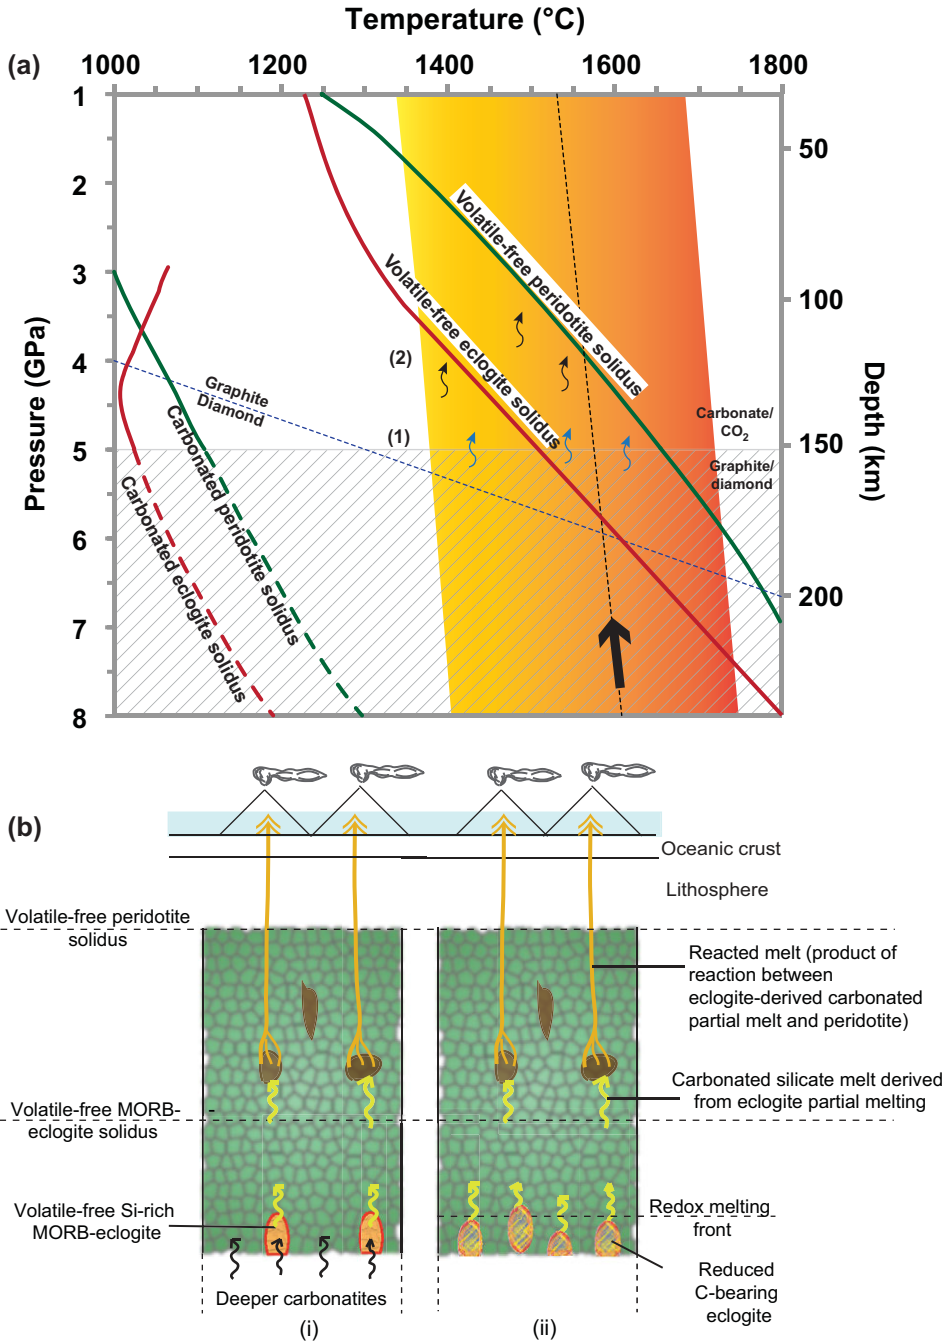 Temperature (°C)
(a)
1000 1200 1400 1600 1800
1
2
3
4
5
6
7
8
Pressure (GPa)
50
100
150
200
Depth (km)
Volatile-free peridotite solidus
Volatile-free eclogite solidus
(2)
(1)
Graphite
Diamond
Carbonate/
CO2
Graphite/
diamond
Carbonated peridotite solidus
Carbonated eclogite solidus
(b)
Oceanic crust
Lithosphere
Volatile-free peridotite
solidus
Reacted melt (product of
reaction between
eclogite-derived carbonated
partial melt and peridotite)
Carbonated silicate melt derived
from eclogite partial melting
Volatile-free MORB-
eclogite solidus
Volatile-free Si-rich
MORB-eclogite
Redox melting
front
Reduced
C-bearing
eclogite
Deeper carbonatites
(i)
(ii)